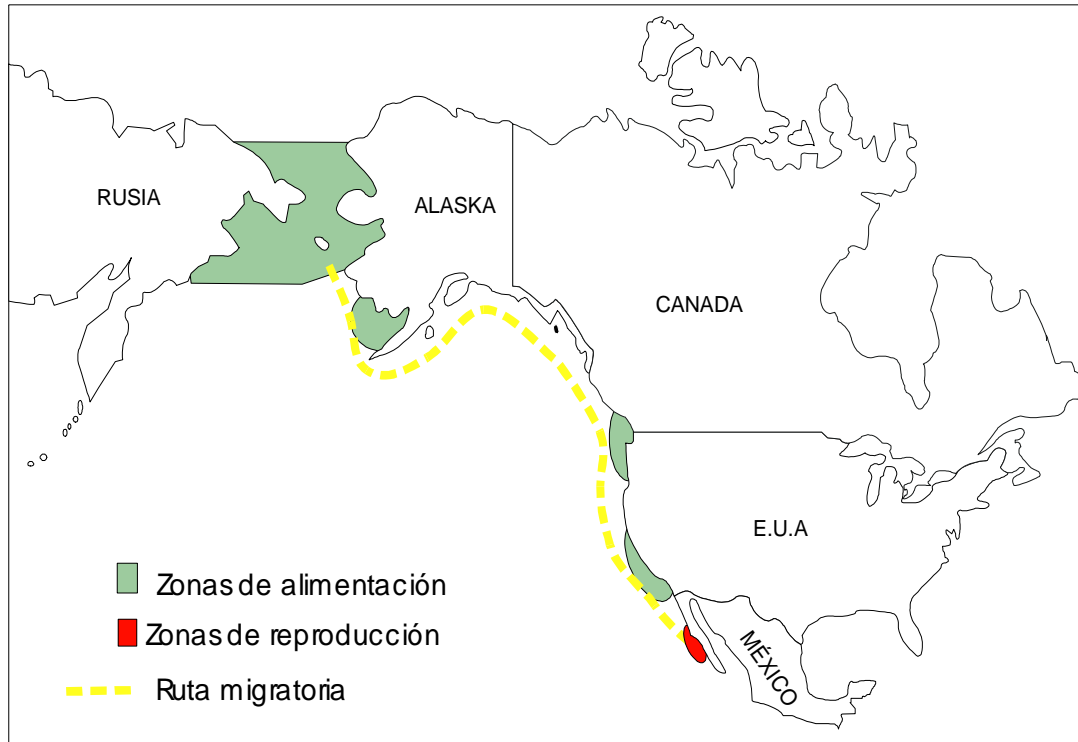 RUSIA
ALASKA
CANADA
E.U.A
MÉXICO
Zonas de alimentación
Zonas de reproducción
Ruta migratoria